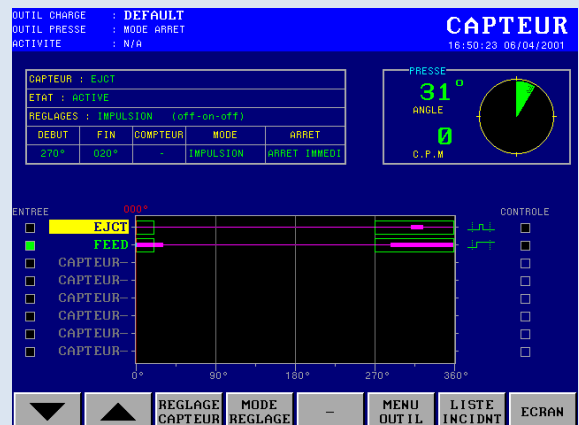 OUTIL CHARGE : DEFAULT
OUTIL PRESSE : MODE ARRET
ACTIVITE : N/A
CAPTEUR
16:50:23 06/04/2001
CAPTEUR : EJCT
ETAT : ACTIVE
REGLAGES : IMPULSION (off-on-off)
DEBUT FIN COMPTEUR MODE ARRET
270° 020° - IMPULSION ARRET IMMEDI
PRESSE
31°
ANGLE
0
C.P.M
ENTREE 000° CONTROLE
EJCT
FEED
CAPTEUR-
CAPTEUR-
CAPTEUR-
CAPTEUR-
CAPTEUR-
CAPTEUR-
0° 90° 180° 270° 360°
REGLAGE CAPTEUR
MODE REGLAGE
-
MENU OUTIL
LISTE INCIDNT
ECRAN